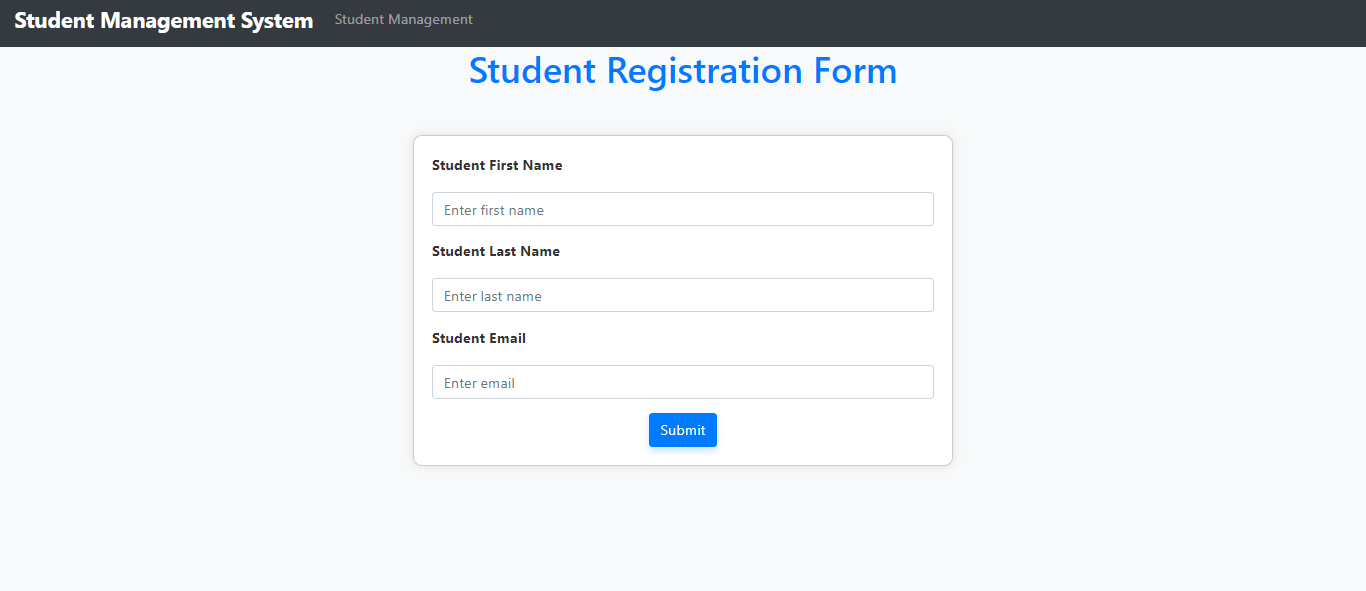 Student Management System Student Management
Student Registration Form
Student First Name
Enter first name
Student Last Name
Enter last name
Student Email
Enter email
Submit